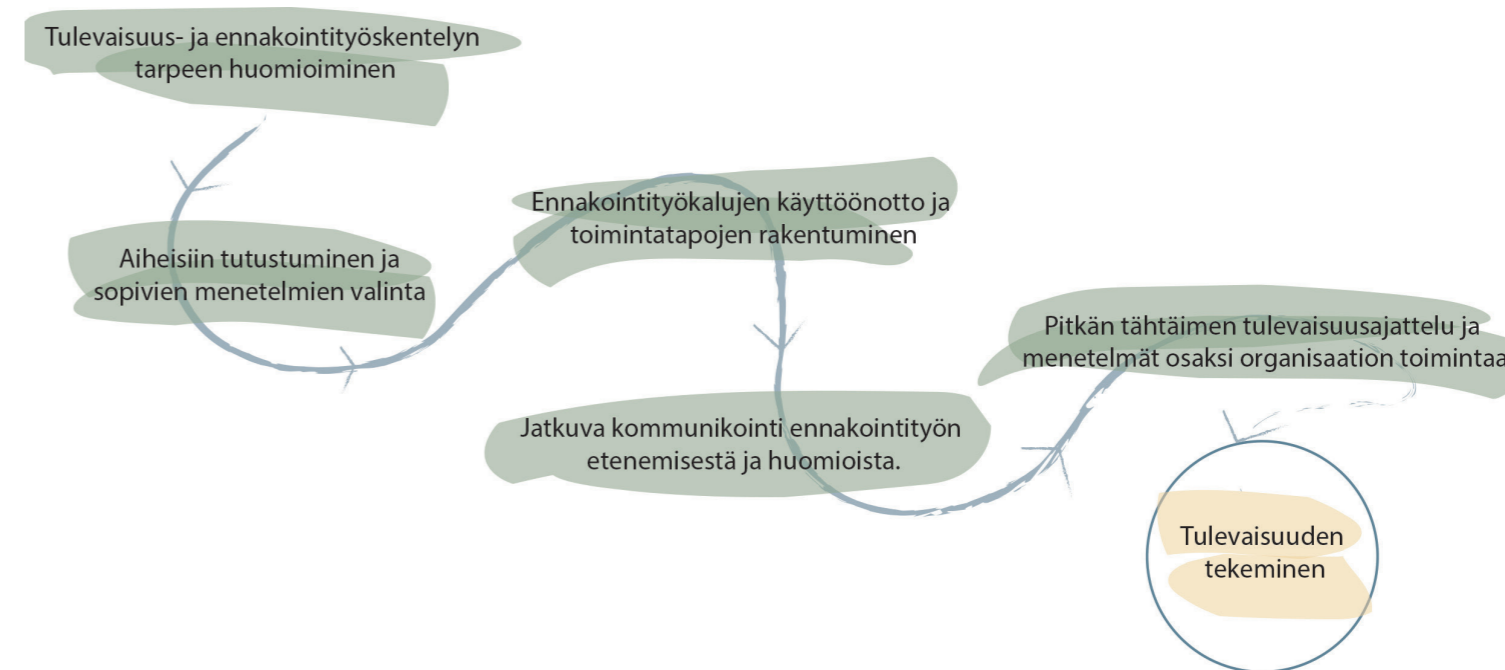 Tulevaisuus- ja ennakointityöskentelyn
tarpeen huomioiminen
Aiheisiin tutustuminen ja
sopivien menetelmien valinta
Ennakointityökalujen käyttöönotto ja
toimintatapojen rakentuminen
Jatkuva kommunikointi ennakointityön
etenemisestä ja huomioista.
Pitkän tähtäimen tulevaisuusajattelu ja
menetelmät osaksi organisaation toimintaa
Tulevaisuuden
tekeminen